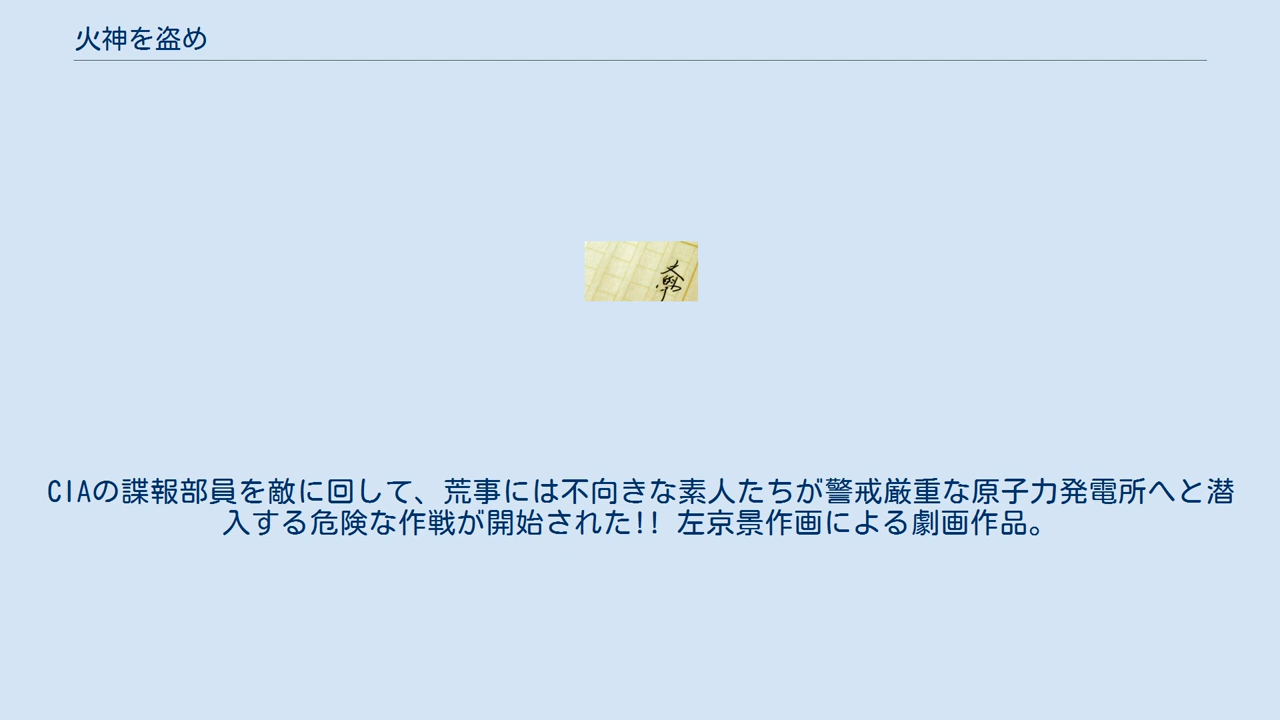 火神を盗め
CIAの諜報部員を敵に回して、荒事には不向きな素人たちが警戒厳重な原子力発電所へと潜
入する危険な作戦が開始された!! 左京景作画による劇画作品。